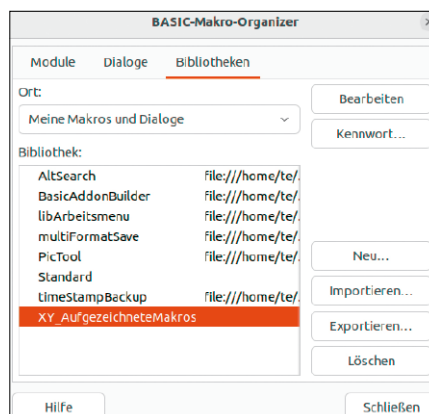 BASIC-Makro-Organizer
Module Dialoge Bibliotheken
Ort:
Meine Makros und Dialoge
Bearbeiten
Kennwort...
Bibliothek:
AltSearch file:///home/te/.
BasicAddonBuilder file:///home/te/.
libArbeitsmenu file:///home/te/.
multiFormatSave file:///home/te/.
PicTool file:///home/te/.
Standard
timeStampBackup file:///home/te/.
XY_AufgezeichneteMakros
Neu...
Importieren...
Exportieren...
Löschen
Hilfe Schließen